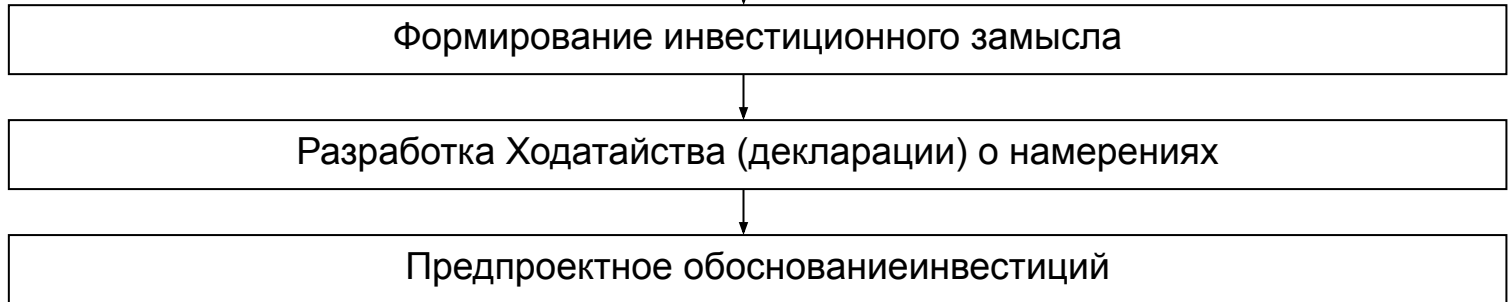 Формирование инвестиционного замысла
Разработка Ходатайства (декларации) о намерениях
Предпроектное обоснованиеинвестиций